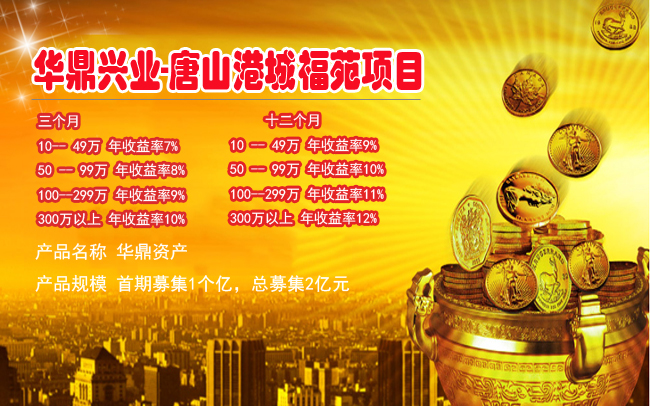 华鼎兴业-唐山港城福苑项目
三个月
10-- 49万 年收益率7%
50 -- 99万 年收益率8%
100--299万 年收益率9%
300万以上 年收益率10%
十二个月
10 -- 49万 年收益率9%
50 -- 99万 年收益率10%
100--299万 年收益率11%
300万以上 年收益率12%
产品名称 华鼎资产
产品规模 首期募集1个亿，总募集2亿元